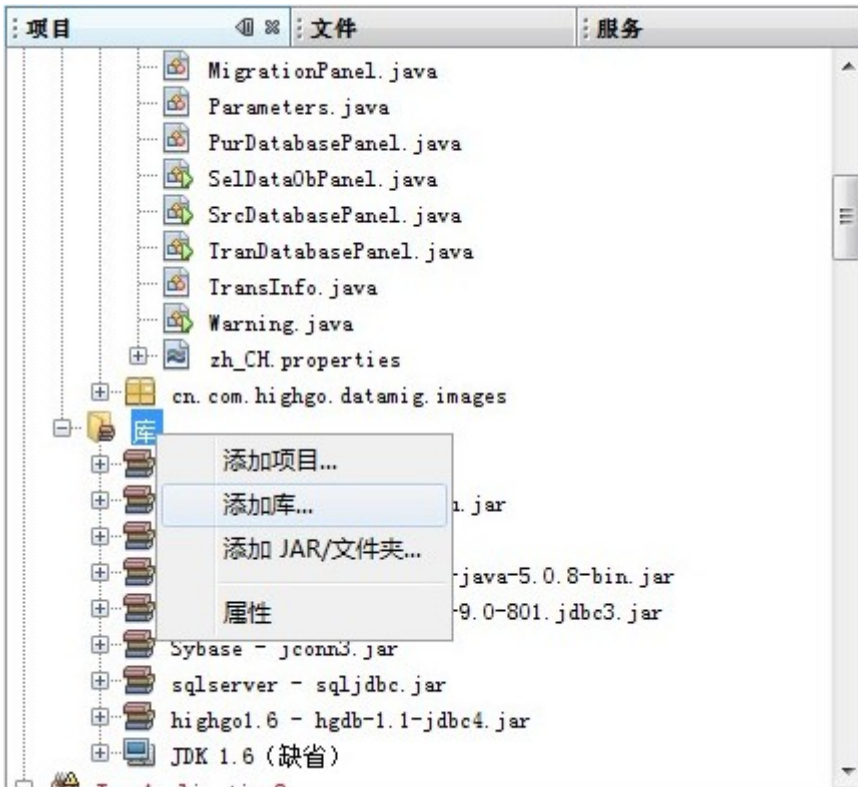 项目 文件 服务
MigrationPanel.java
Parameters.java
PurDatabasePanel.java
SelDataObPanel.java
SrcDatabasePanel.java
TranDatabasePanel.java
TransInfo.java
Warning.java
zh_CH.properties
cn.com.highgo.datamig.images
库
添加项目...
添加库...
.jar
添加 JAR/文件夹...
-java-5.0.8-bin.jar
属性
-9.0-801.jdbc3.jar
Sybase - jconn3.jar
sqlserver - sqljdbc.jar
highgo1.6 - hgdb-1.1-jdbc4.jar
JDK 1.6 (缺省)